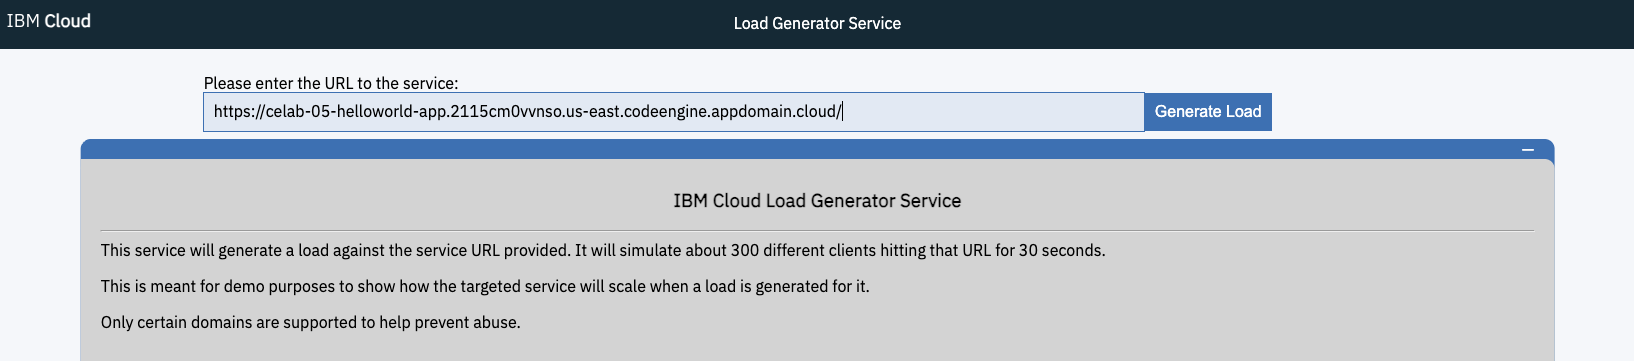 IBM Cloud
Load Generator Service
Please enter the URL to the service:
https://celab-05-helloworld-app.2115cm0vvnso.us-east.codeengine.appdomain.cloud/
Generate Load
IBM Cloud Load Generator Service
This service will generate a load against the service URL provided. It will simulate about 300 different clients hitting that URL for 30 seconds.
This is meant for demo purposes to show how the targeted service will scale when a load is generated for it.
Only certain domains are supported to help prevent abuse.